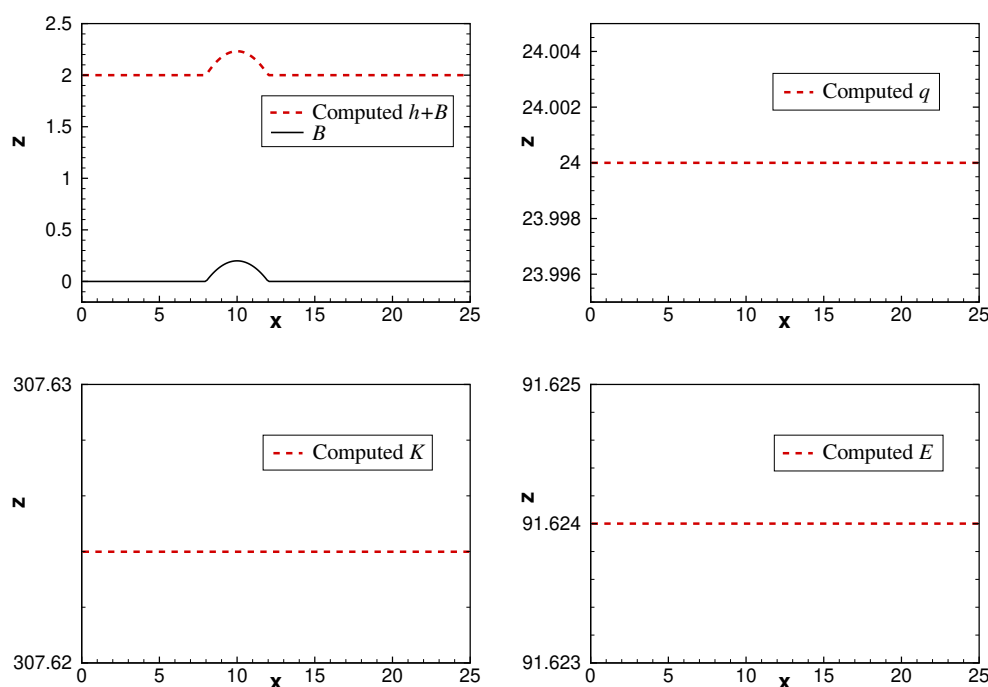 2.5
2
1.5
1
0.5
0
z
Computed h+B
B
0 5 10 15 20 25
x
24.004
24.002
24
23.998
23.996
z
Computed q
0 5 10 15 20 25
x
307.63
307.62
z
Computed K
0 5 10 15 20 25
x
91.625
91.624
91.623
z
Computed E
0 5 10 15 20 25
x